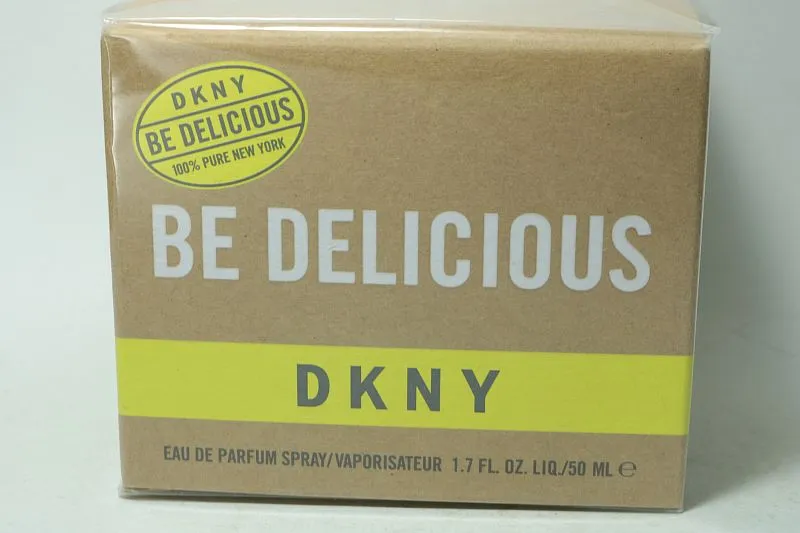 DKNY
BE DELICIOUS
100% PURE NEW YORK
BE DELICIOUS
DKNY
EAU DE PARFUM SPRAY/VAPORISATEUR 1.7 FL. OZ. LIQ./50 ML ℮